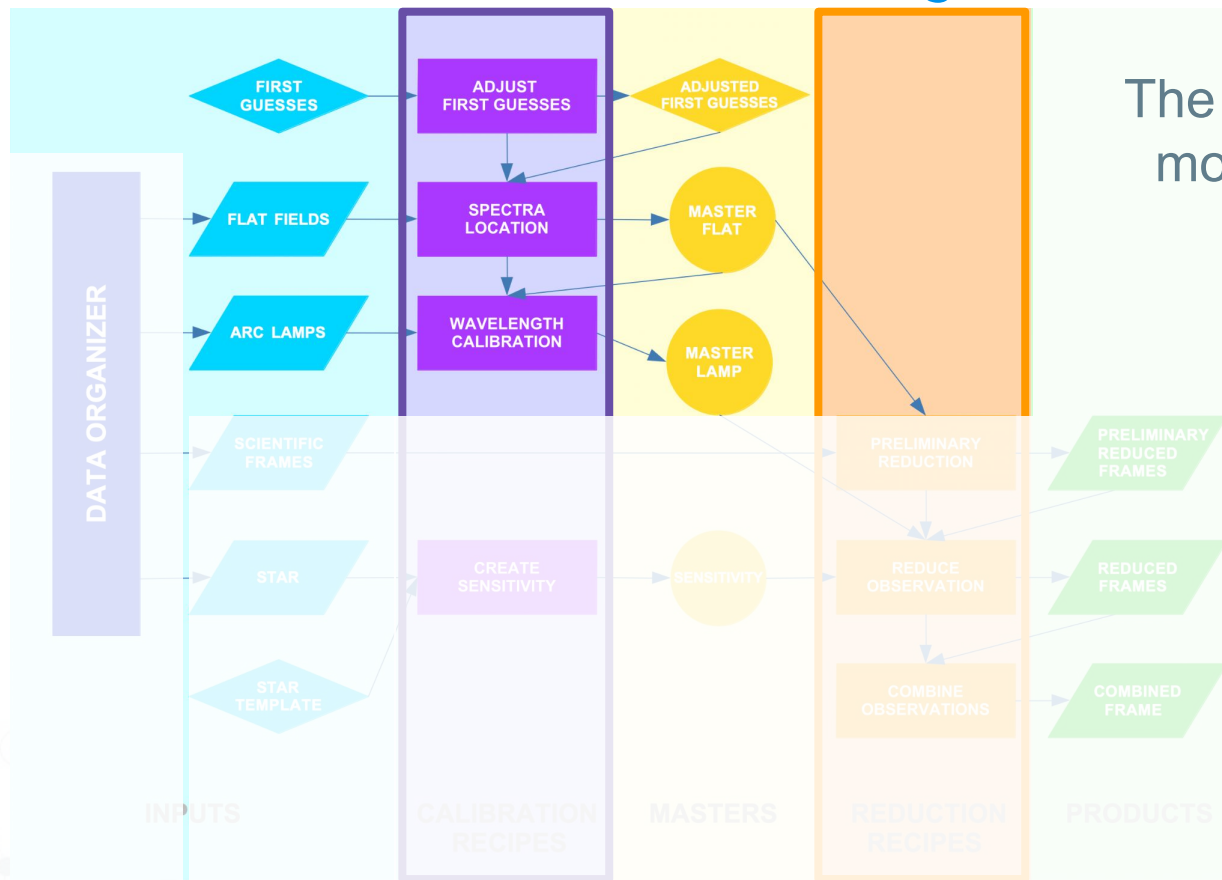 The
mo
FIRST
GUESSES
ADJUST
FIRST GUESSES
ADJUSTED
FIRST GUESSES
FLAT FIELDS
SPECTRA
LOCATION
MASTER
FLAT
DATA ORGANIZER
ARC LAMPS
WAVELENGTH
CALIBRATION
MASTER
LAMP
SCIENTIFIC
FRAMES
PRELIMINARY
REDUCTION
PRELIMINARY
REDUCED
FRAMES
STAR
CREATE
SENSITIVITY
SENSITIVITY
REDUCE
OBSERVATION
REDUCED
FRAMES
STAR
TEMPLATE
COMBINE
OBSERVATIONS
COMBINED
FRAME
INPUTS
CALIBRATION
RECIPES
MASTERS
REDUCTION
RECIPES
PRODUCTS